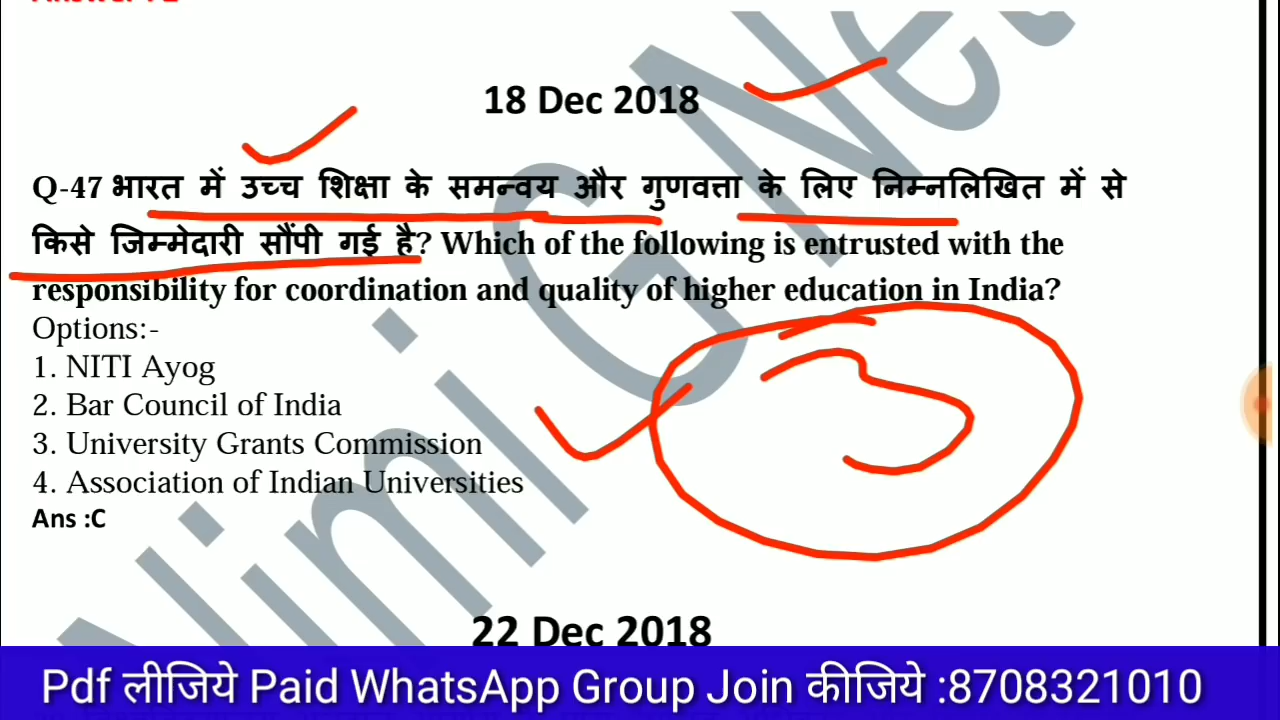 18 Dec 2018
Q-47 भारत में उच्च शिक्षा के समन्वय और गुणवत्ता के लिए निम्नलिखित में से
किसे जिम्मेदारी सौंपी गई है? Which of the following is entrusted with the
responsibility for coordination and quality of higher education in India?
3
Options:-
1. NITI Ayog
2. Bar Council of India
3. University Grants Commission
4. Association of Indian Universities
Ans :C
Nimi G Net
22 Dec 2018
Pdf लीजिये Paid WhatsApp Group Join कीजिये :8708321010